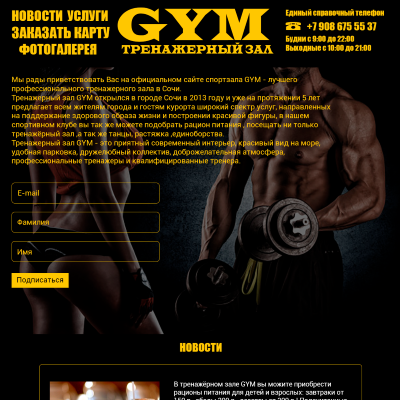 НОВОСТИ УСЛУГИ
ЗАКАЗАТЬ КАРТУ
ФОТОГАЛЕРЕЯ
GYM
ТРЕНАЖЕРНЫЙ ЗАЛ
Единый справочный телефон
+7 908 675 55 37
Будни с 9:00 до 22:00
Выходные с 10:00 до 21:00
Мы рады приветствовать Вас на официальном сайте спортзала GYM - лучшего
профессионального тренажерного зала в Сочи.
Тренажерный зал GYM открылся в городе Сочи в 2013 году и уже на протяжении 5 лет
предлагает всем жителям города и гостям курорта широкий спектр услуг, направленных
на поддержание здорового образа жизни и построении красивой фигуры, в нашем
спортивном клубе вы так же можете подобрать рацион питания , посещать ни только
тренажёрный зал ,а так же танцы, растяжка ,единоборства.
Тренажерный зал GYM - это приятный современный интерьер, красивый вид на море,
удобная парковка, дружелюбный коллектив, доброжелательная атмосфера,
профессиональные тренажеры и квалифицированные тренера.
E-mail
Фамилия
Имя
Подписаться
НОВОСТИ
В тренажёрном зале GYM вы можите приобрести
рационы питания для детей и взрослых: завтраки от